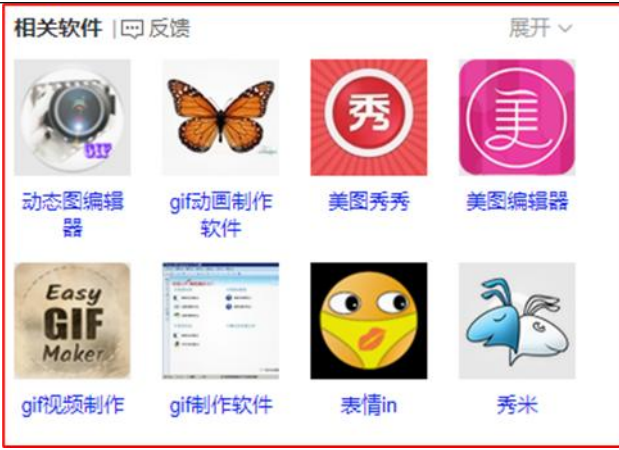 相关软件 | 反馈 展开
GIF
秀
美
动态图编辑器
gif动画制作软件
美图秀秀
美图编辑器
Easy
GIF
Maker
gif视频制作
gif制作软件
表情in
秀米